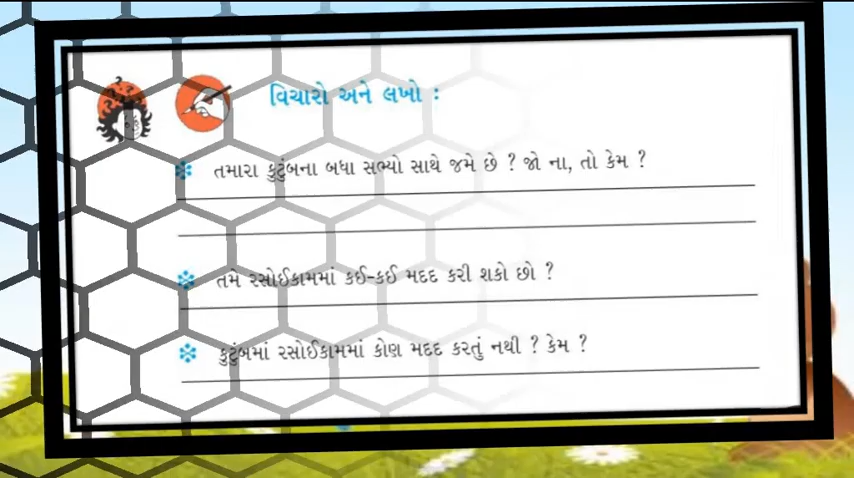 વિચારો અને લખો :
તમારા કુટુંબના બધા સભ્યો સાથે જમે છે ? જો ના, તો કેમ ?
તમે રસોઈકામમાં કઈ-કઈ મદદ કરી શકો છો ?
કુટુંબમાં રસોઈકામમાં કોણ મદદ કરતું નથી ? કેમ ?